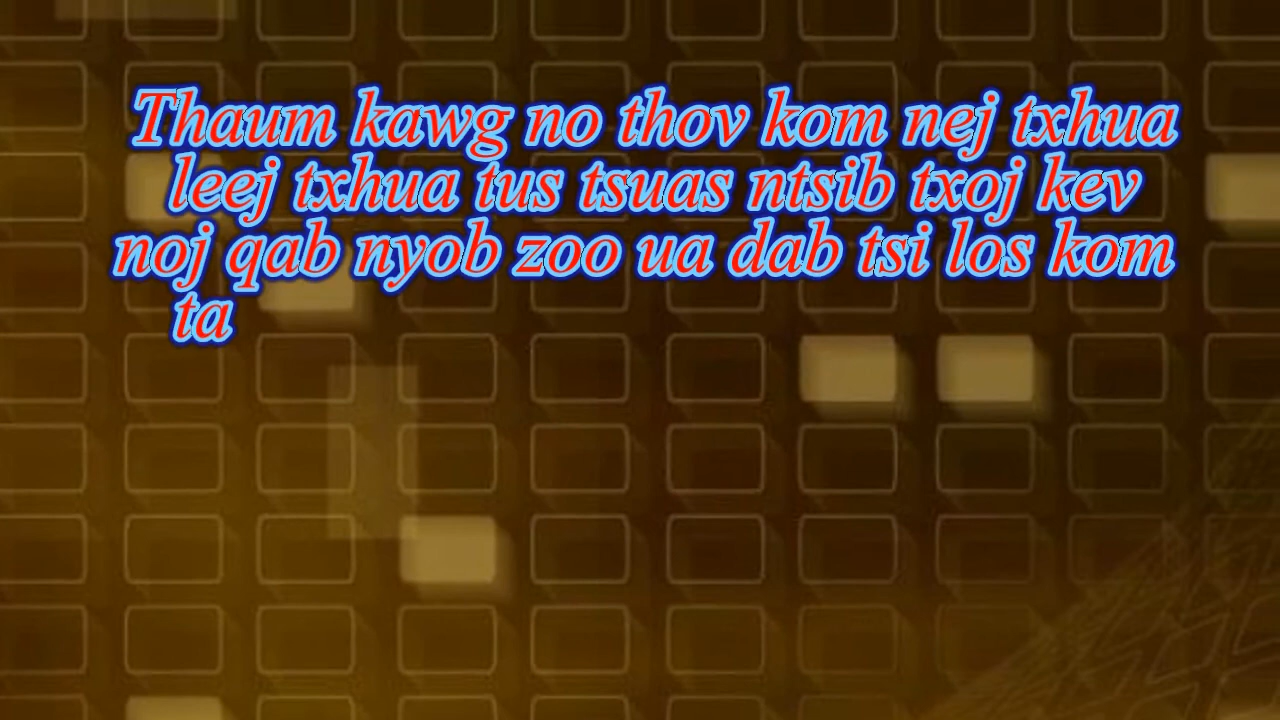 Thaum kawg no thov kom nej txhua
leej txhua tus tsuas ntsib txoj kev
noj qab nyob zoo ua dab tsi los kom
ta